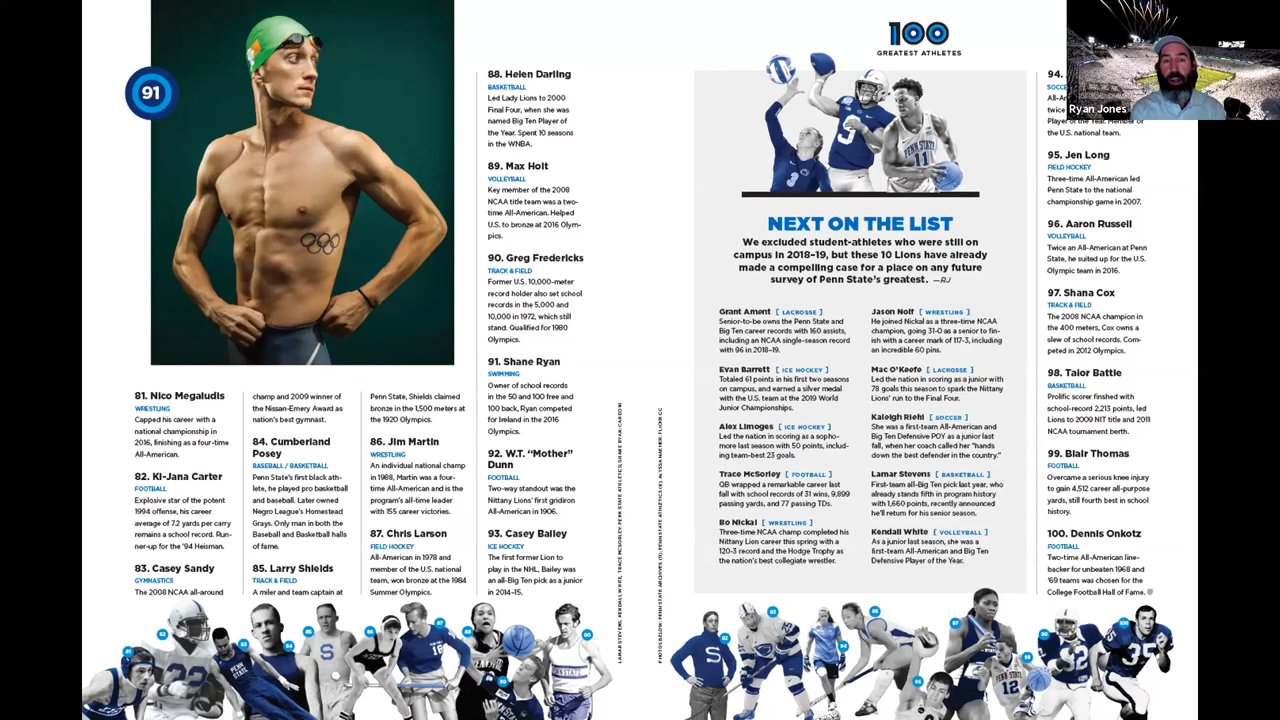 91
81. Nico Megaludis
WRESTLING
Capped his career with a
national championship in
2016, finishing as a four-time
All-American.
82. Ki-Jana Carter
FOOTBALL
Explosive star of the potent
1994 offense, his career
average of 7.2 yards per carry
remains a school record. Run-
ner-up for the '94 Heisman.
83. Casey Sandy
GYMNASTICS
The 2008 NCAA all-around
champ and 2009 winner of
the Nissan-Emery Award as
nation's best gymnast.
84. Cumberland
Posey
BASEBALL / BASKETBALL
Penn State's first black ath-
lete, he played pro basketball
and baseball. Later owned
Negro League's Homestead
Grays. Only man in both the
Baseball and Basketball halls
of fame.
85. Larry Shields
TRACK & FIELD
A miler and team captain at
Penn State, Shields claimed
bronze in the 1,500 meters at
the 1920 Olympics.
86. Jim Martin
WRESTLING
An individual national champ
in 1988, Martin was a four-
time All-American and is the
program's all-time leader
with 155 career victories.
87. Chris Larson
FIELD HOCKEY
All-American in 1978 and
member of the U.S. national
team, won bronze at the 1984
Summer Olympics.
88. Helen Darling
BASKETBALL
Led Lady Lions to 2000
Final Four, when she was
named Big Ten Player of
the Year. Spent 10 seasons
in the WNBA.
89. Max Holt
VOLLEYBALL
Key member of the 2008
NCAA title team was a two-
time All-American. Helped
U.S. to bronze at 2016 Olym-
pics.
90. Greg Fredericks
TRACK & FIELD
Former U.S. 10,000-meter
record holder also set school
records in the 5,000 and
10,000 in 1972, which still
stand. Qualified for 1980
Olympics.
91. Shane Ryan
SWIMMING
Owner of school records
in the 50 and 100 free and
100 back, Ryan competed
for Ireland in the 2016
Olympics.
92. W.T. “Mother”
Dunn
FOOTBALL
Two-way standout was the
Nittany Lions' first gridiron
All-American in 1906.
93. Casey Bailey
ICE HOCKEY
The first former Lion to
play in the NHL, Bailey was
an all-Big Ten pick as a junior
in 2014–15.
100
GREATEST ATHLETES
NEXT ON THE LIST
We excluded student-athletes who were still on
campus in 2018–19, but these 10 Lions have already
made a compelling case for a place on any future
survey of Penn State's greatest. —RJ
Grant Ament [ LACROSSE ]
Senior-to-be owns the Penn State and
Big Ten career records with 160 assists,
including an NCAA single-season record
with 96 in 2018–19.
Evan Barrett [ ICE HOCKEY ]
Totaled 61 points in his first two seasons
on campus, and earned a silver medal
with the U.S. team at the 2019 World
Junior Championships.
Alex Limoges [ ICE HOCKEY ]
Led the nation in scoring as a sopho-
more last season with 50 points, includ-
ing team-best 23 goals.
Trace McSorley [ FOOTBALL ]
QB wrapped a remarkable career last
fall with school records of 31 wins, 9,899
passing yards, and 77 passing TDs.
Bo Nickal [ WRESTLING ]
Three-time NCAA champ completed his
Nittany Lion career this spring with a
120-3 record and the Hodge Trophy as
the nation's best collegiate wrestler.
Jason Nolf [ WRESTLING ]
He joined Nickal as a three-time NCAA
champion, going 31-0 as a senior to fin-
ish with a career mark of 117-3, including
an incredible 60 pins.
Mac O'Keefe [ LACROSSE ]
Led the nation in scoring as a junior with
78 goals this season to spark the Nittany
Lions' run to the Final Four.
Kaleigh Riehl [ SOCCER ]
She was a first-team All-American and
Big Ten Defensive POY as a junior last
fall, when her coach called her “hands
down the best defender in the country.”
Lamar Stevens [ BASKETBALL ]
First-team all-Big Ten pick last year, who
already stands fifth in program history
with 1,660 points, recently announced
he'll return for his senior season.
Kendall White [ VOLLEYBALL ]
As a junior last season, she was a
first-team All-American and Big Ten
Defensive Player of the Year.
94.
Player of the Year. Member of
the U.S. national team.
95. Jen Long
FIELD HOCKEY
Three-time All-American led
Penn State to the national
championship game in 2007.
96. Aaron Russell
VOLLEYBALL
Twice an All-American at Penn
State, he suited up for the U.S.
Olympic team in 2016.
97. Shana Cox
TRACK & FIELD
The 2008 NCAA champion in
the 400 meters, Cox owns a
slew of school records. Com-
peted in 2012 Olympics.
98. Talor Battle
BASKETBALL
Prolific scorer finshed with
school-record 2,213 points, led
Lions to 2009 NIT title and 2011
NCAA tournament berth.
99. Blair Thomas
FOOTBALL
Overcame a serious knee injury
to gain 4,512 career all-purpose
yards, still fourth best in school
history.
100. Dennis Onkotz
FOOTBALL
Two-time All-American line-
backer for unbeaten 1968 and
'69 teams was chosen for the
College Football Hall of Fame.
Ryan Jones